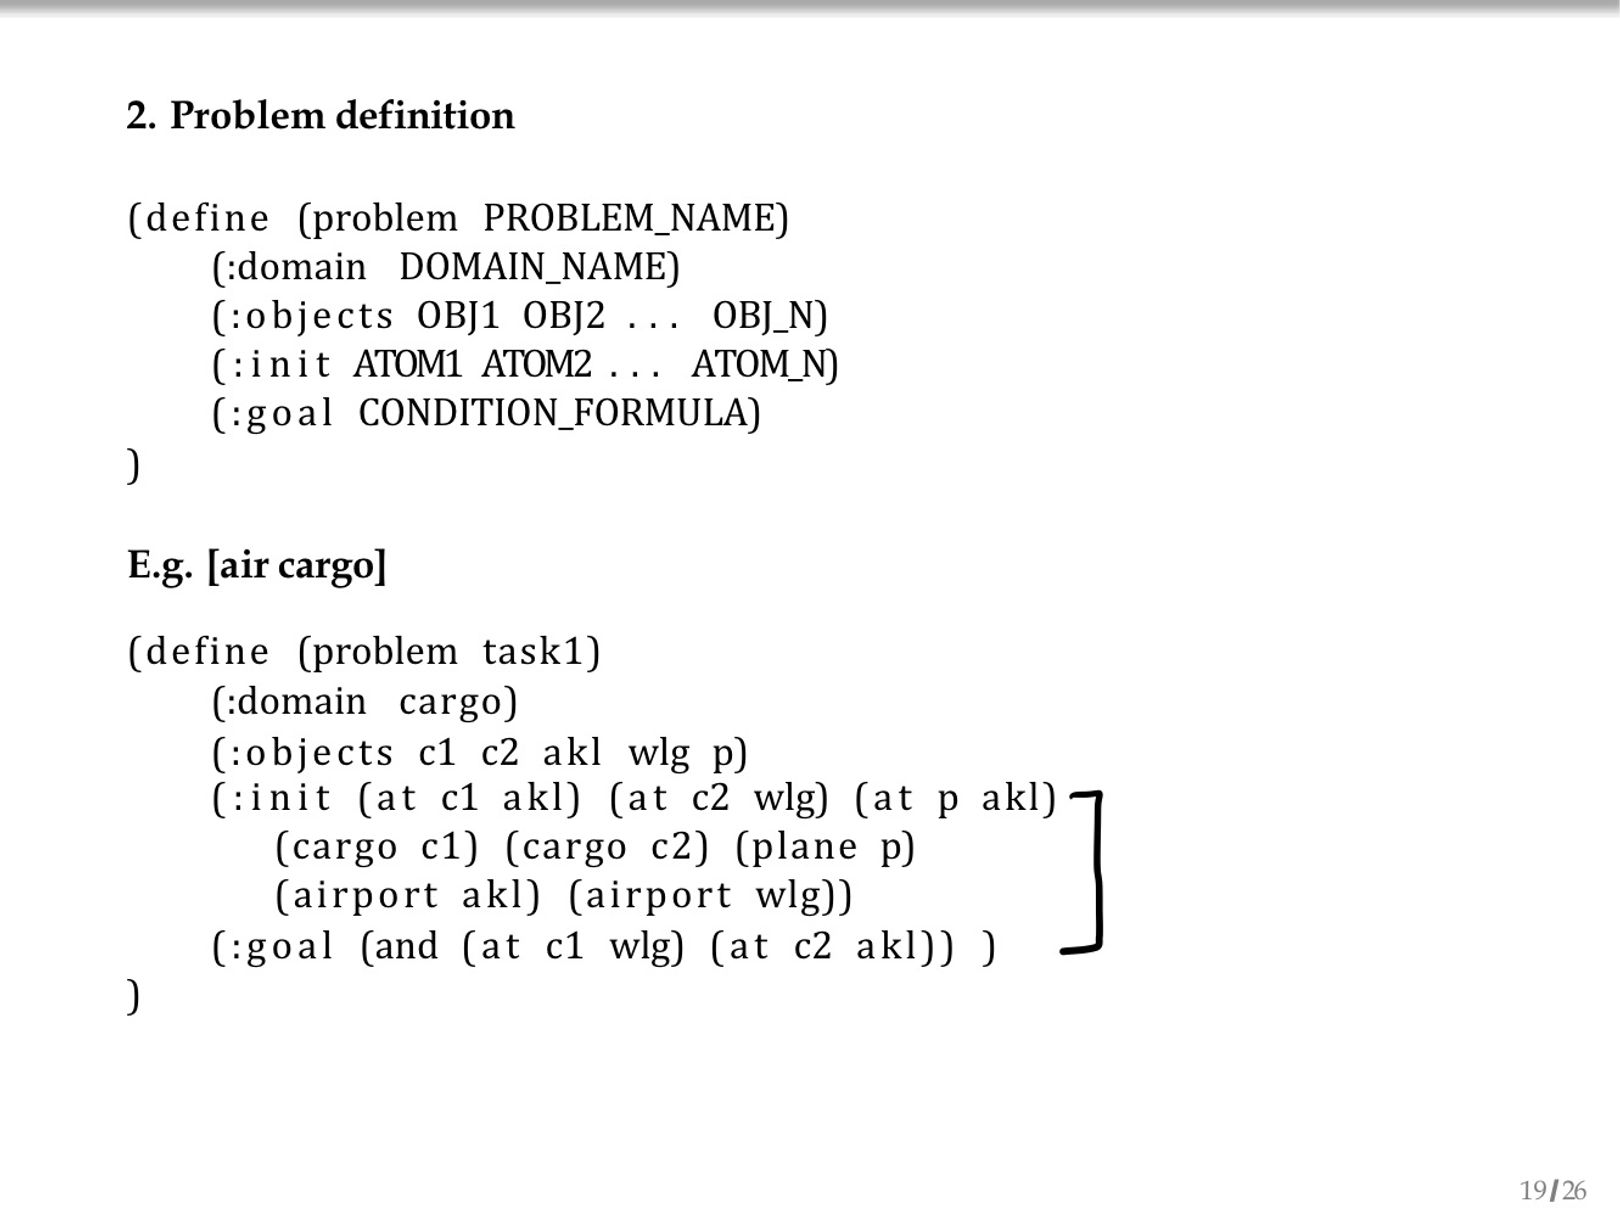 2. Problem definition
(define (problem PROBLEM_NAME)
(:domain DOMAIN_NAME)
(:objects OBJ1 OBJ2 ... OBJ_N)
(:init ATOM1 ATOM2 ... ATOM_N)
(:goal CONDITION_FORMULA)
)
E.g. [air cargo]
(define (problem task1)
(:domain cargo)
(:objects c1 c2 akl wlg p)
(:init (at c1 akl) (at c2 wlg) (at p akl)
(cargo c1) (cargo c2) (plane p)
(airport akl) (airport wlg))
(:goal (and (at c1 wlg) (at c2 akl)) )
)
19/26